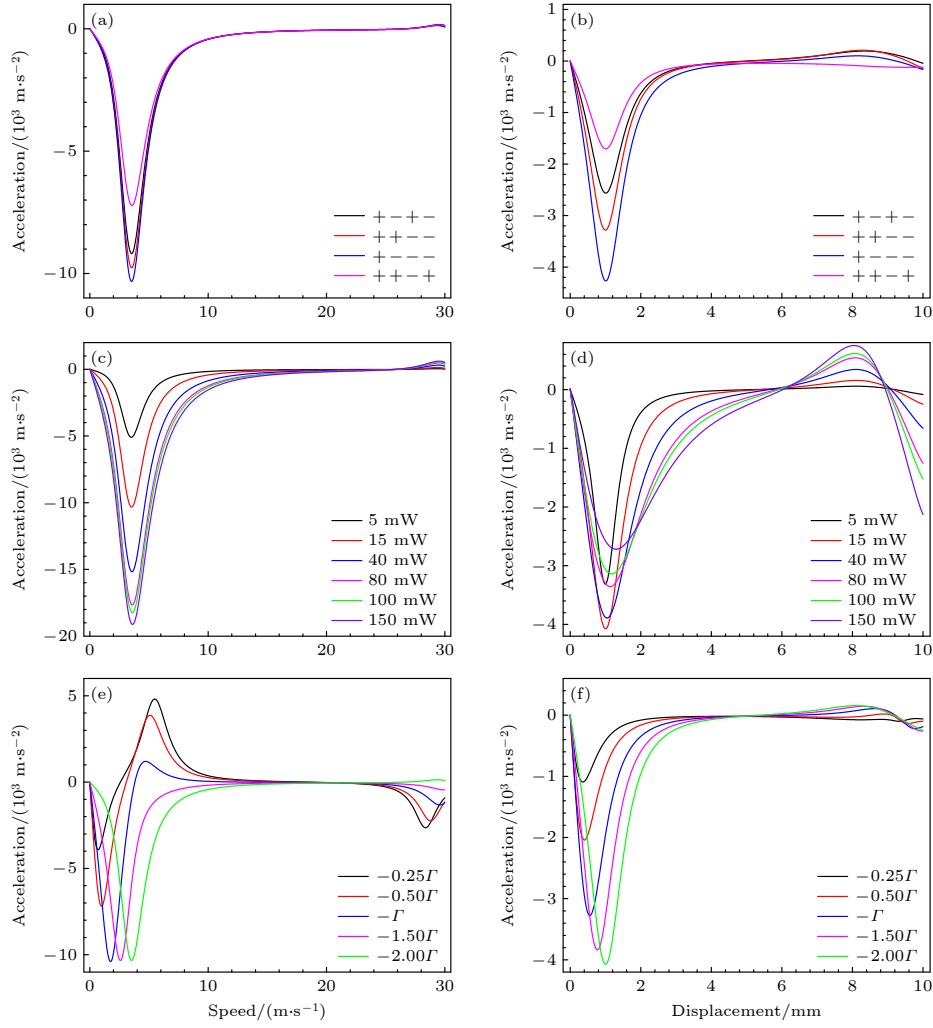 (a)
0
−5
−10
Acceleration/(10³ m·s⁻²)
+ − + −
+ + − −
+ − − −
+ + − +
0 10 20 30
(b)
1
0
−1
−2
−3
−4
Acceleration/(10³ m·s⁻²)
+ − + −
+ + − −
+ − − −
+ + − +
0 2 4 6 8 10
(c)
0
−5
−10
−15
−20
Acceleration/(10³ m·s⁻²)
5 mW
15 mW
40 mW
80 mW
100 mW
150 mW
0 10 20 30
(d)
0
−1
−2
−3
−4
Acceleration/(10³ m·s⁻²)
5 mW
15 mW
40 mW
80 mW
100 mW
150 mW
0 2 4 6 8 10
(e)
5
0
−5
−10
Acceleration/(10³ m·s⁻²)
−0.25Γ
−0.50Γ
−Γ
−1.50Γ
−2.00Γ
0 10 20 30
Speed/(m·s⁻¹)
(f)
0
−1
−2
−3
−4
Acceleration/(10³ m·s⁻²)
−0.25Γ
−0.50Γ
−Γ
−1.50Γ
−2.00Γ
0 2 4 6 8 10
Displacement/mm